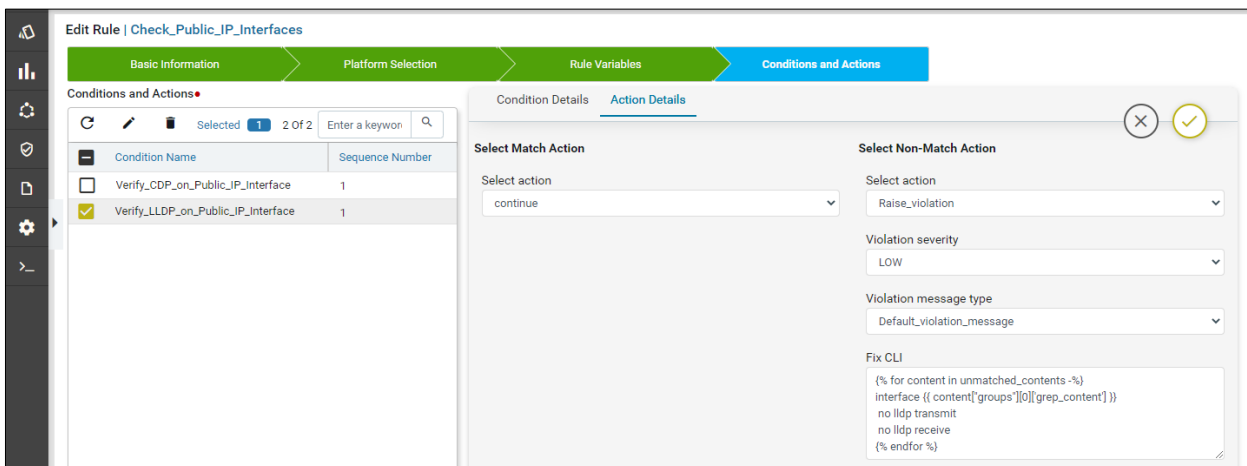 Edit Rule | Check_Public_IP_Interfaces
Basic Information
Platform Selection
Rule Variables
Conditions and Actions
Conditions and Actions
Selected 1 2 Of 2 Enter a keywor
Condition Name Sequence Number
Verify_CDP_on_Public_IP_Interface 1
Verify_LLDP_on_Public_IP_Interface 1
Condition Details Action Details
Select Match Action
Select action
continue
Select Non-Match Action
Select action
Raise_violation
Violation severity
LOW
Violation message type
Default_violation_message
Fix CLI
{% for content in unmatched_contents -%}
interface {{ content["groups"][0]['grep_content'] }}
no lldp transmit
no lldp receive
{% endfor %}